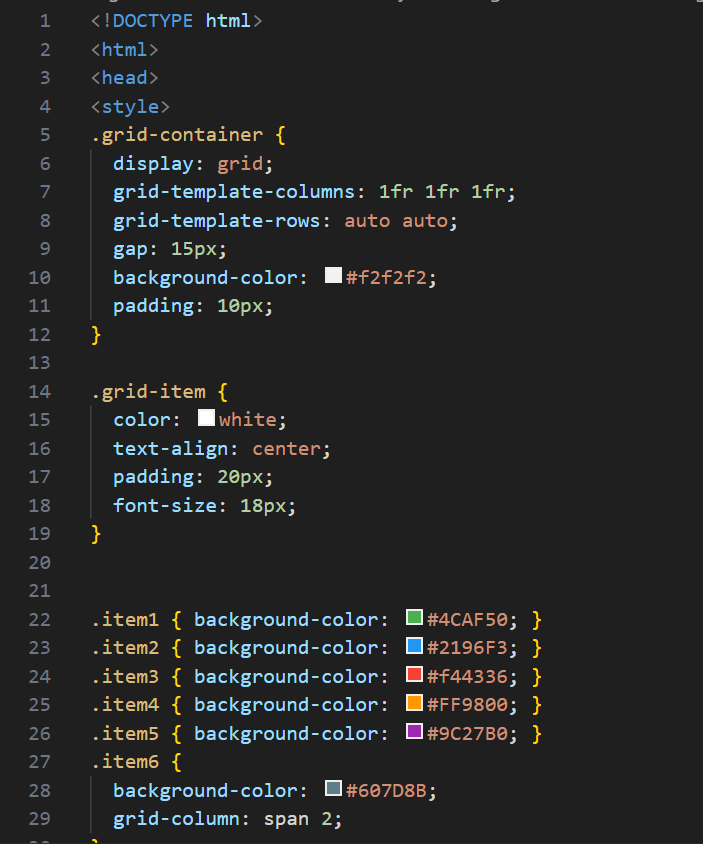 1 <!DOCTYPE html>
2 <html>
3 <head>
4 <style>
5 .grid-container {
6   display: grid;
7   grid-template-columns: 1fr 1fr 1fr;
8   grid-template-rows: auto auto;
9   gap: 15px;
10   background-color: #f2f2f2;
11   padding: 10px;
12 }
13
14 .grid-item {
15   color: white;
16   text-align: center;
17   padding: 20px;
18   font-size: 18px;
19 }
20
21
22 .item1 { background-color: #4CAF50; }
23 .item2 { background-color: #2196F3; }
24 .item3 { background-color: #f44336; }
25 .item4 { background-color: #FF9800; }
26 .item5 { background-color: #9C27B0; }
27 .item6 {
28   background-color: #607D8B;
29   grid-column: span 2;